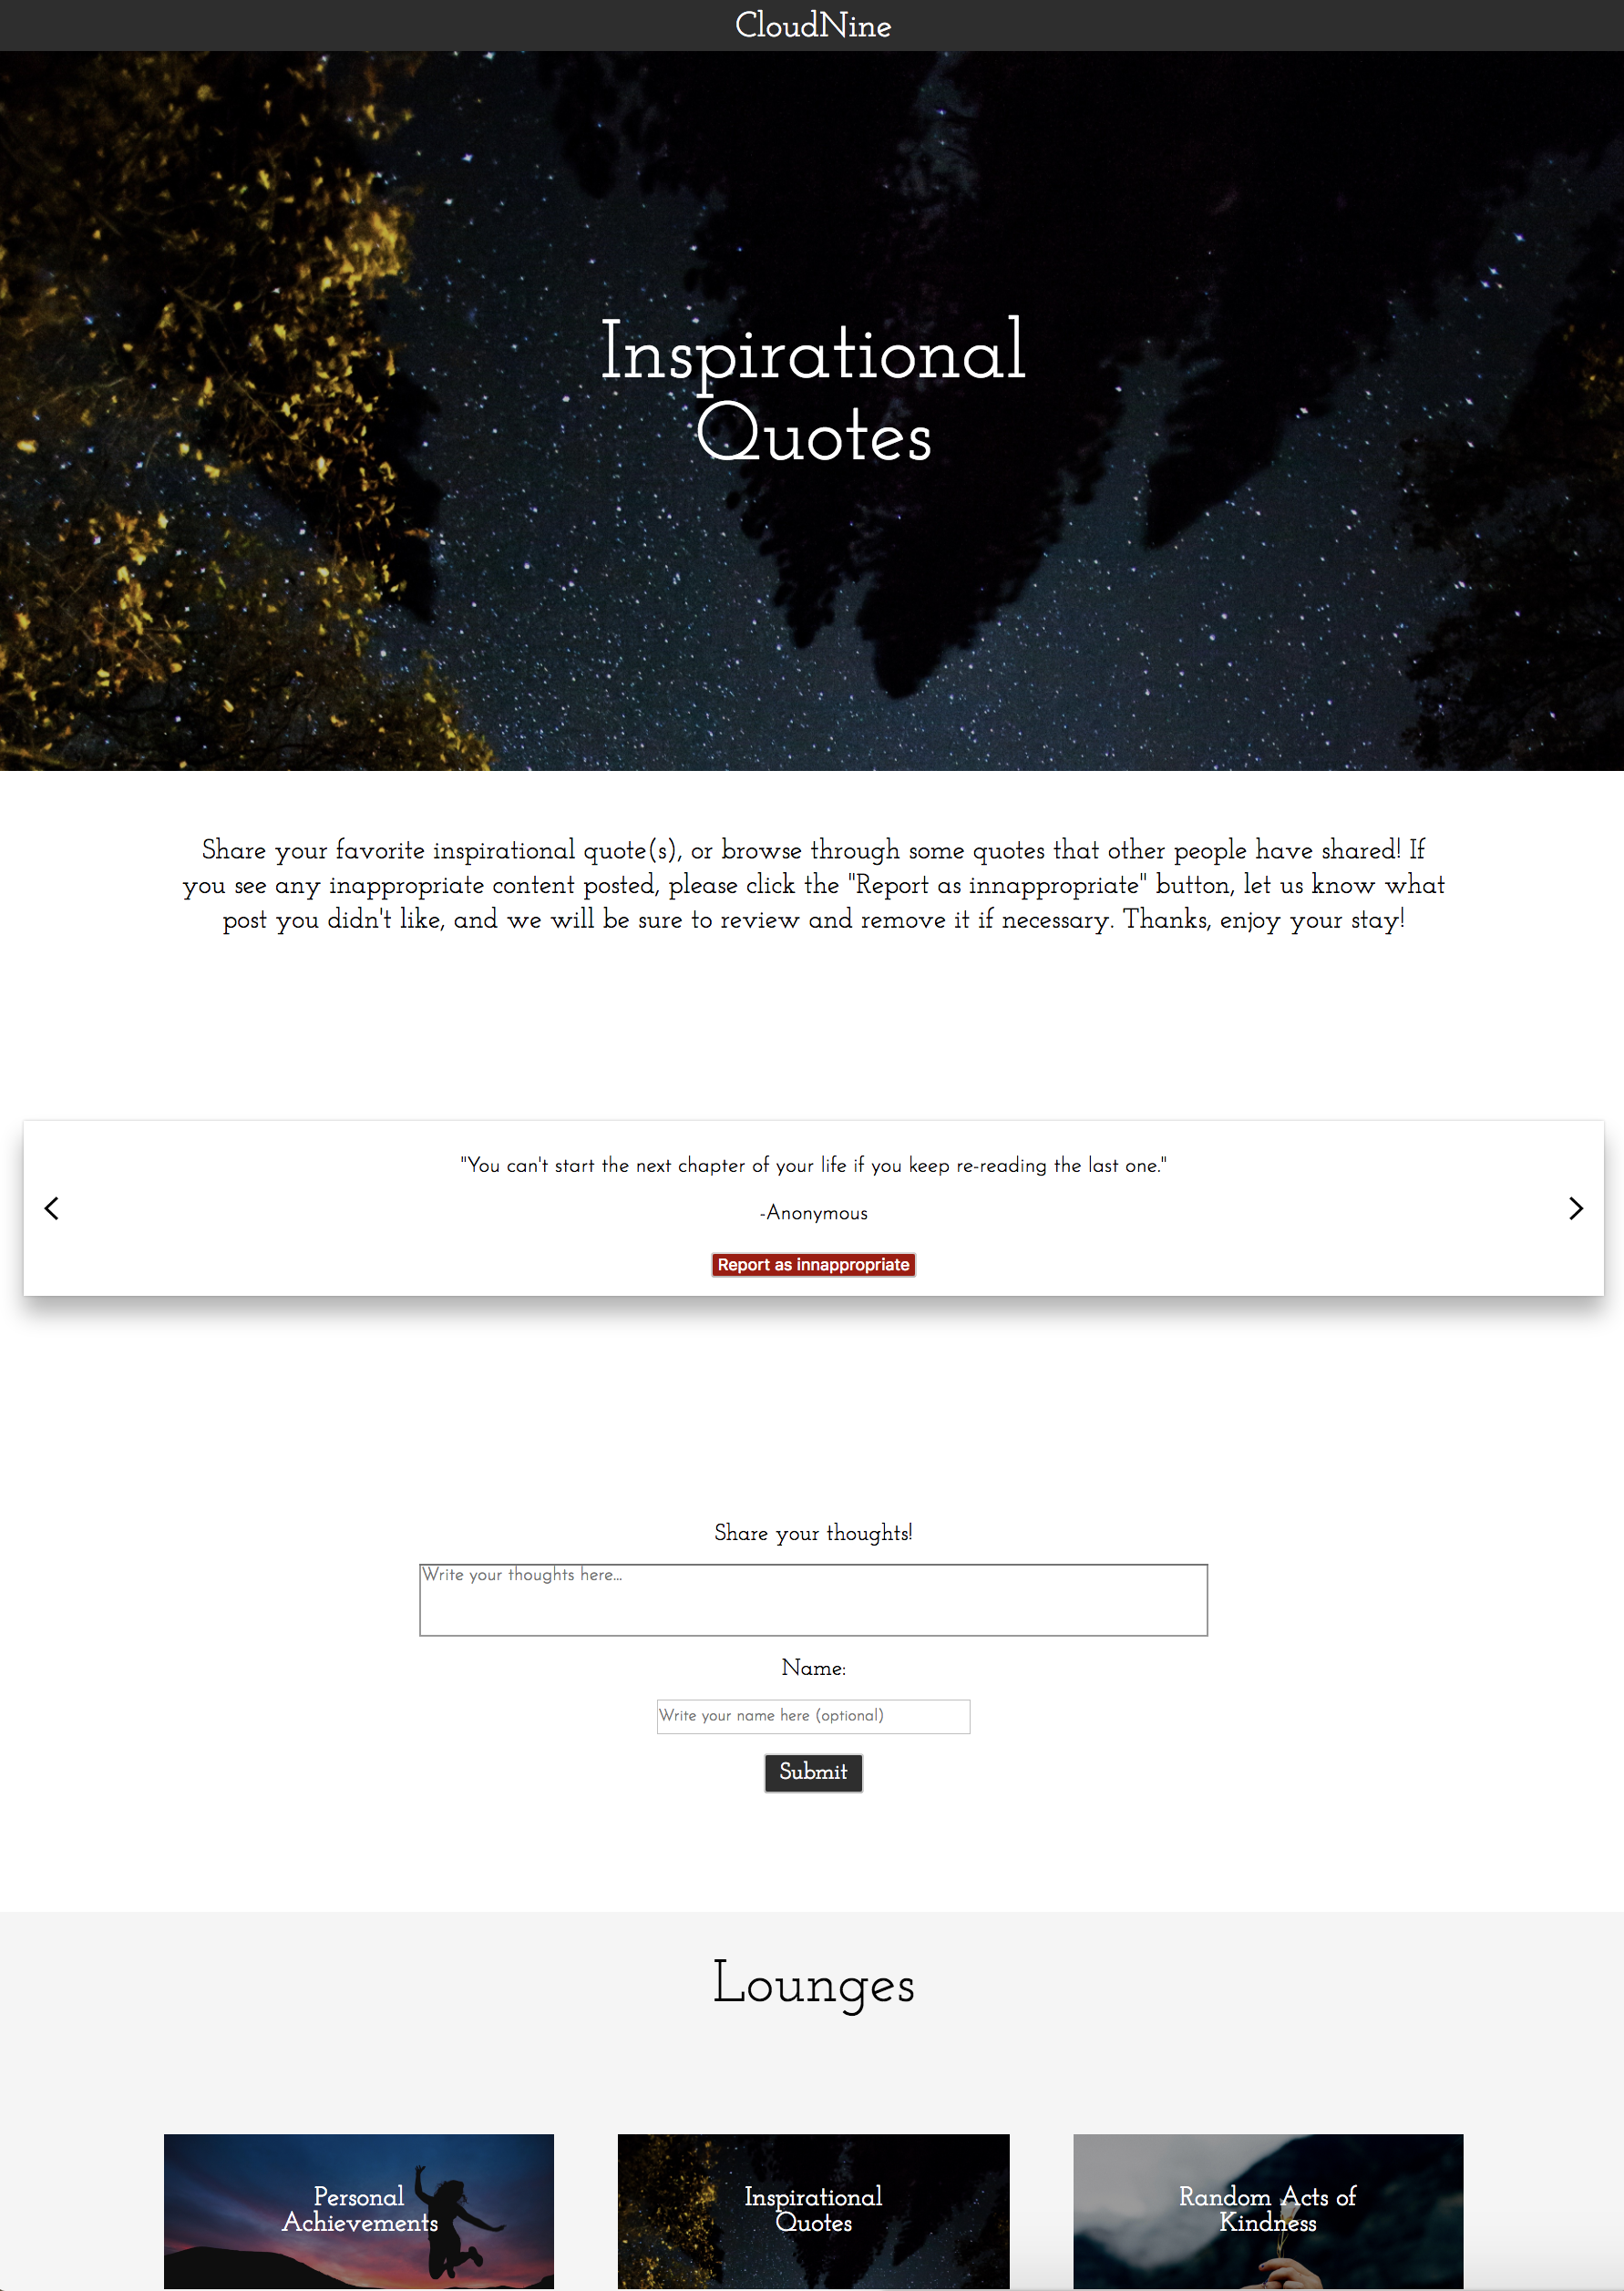 CloudNine
Inspirational
Quotes
Share your favorite inspirational quote(s), or browse through some quotes that other people have shared! If
you see any inappropriate content posted, please click the "Report as innappropriate" button, let us know what
post you didn't like, and we will be sure to review and remove it if necessary. Thanks, enjoy your stay!
"You can't start the next chapter of your life if you keep re-reading the last one."
-Anonymous
Report as innappropriate
Share your thoughts!
Write your thoughts here...
Name:
Write your name here (optional)
Submit
Lounges
Personal
Achievements
Inspirational
Quotes
Random Acts of
Kindness